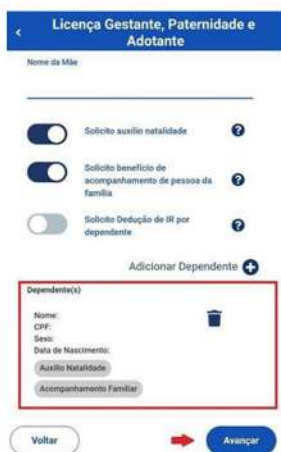 Licença Gestante, Paternidade e
Adotante
Nome da Mãe
Solicito auxílio natalidade
Solicito benefício de
acompanhamento de pessoa da
família
Solicito Dedução de IR por
dependente
Adicionar Dependente
Dependente(s)
Nome:
CPF:
Sexo:
Data de Nascimento:
Auxílio Natalidade
Acompanhamento Familiar
Voltar
Avançar